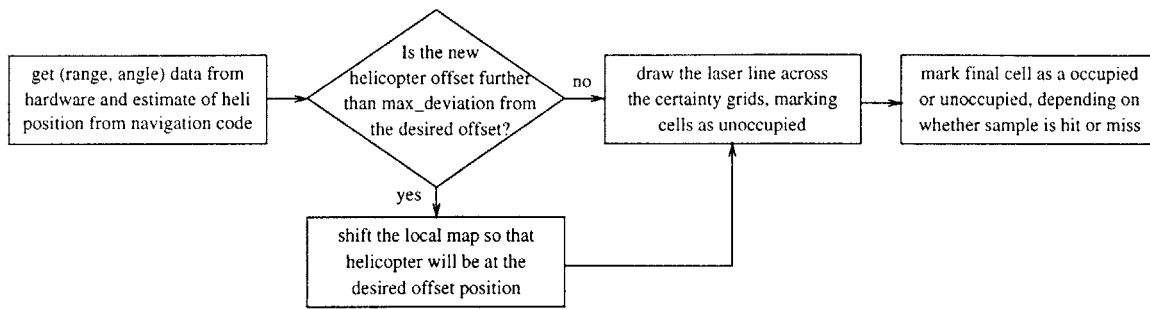 get (range, angle) data from
hardware and estimate of heli
position from navigation code
Is the new
helicopter offset further
than max_deviation from
the desired offset?
no
yes
shift the local map so that
helicopter will be at the
desired offset position
draw the laser line across
the certainty grids, marking
cells as unoccupied
mark final cell as a occupied
or unoccupied, depending on
whether sample is hit or miss